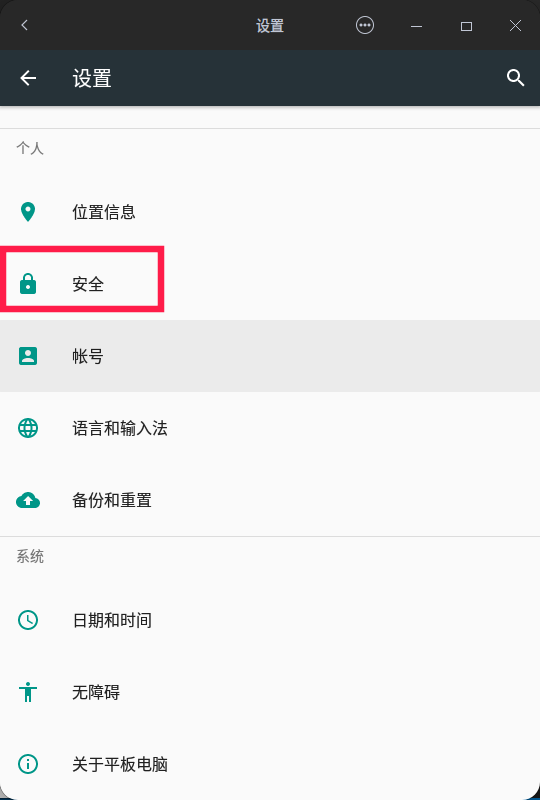 设置
设置
个人
位置信息
安全
帐号
语言和输入法
备份和重置
系统
日期和时间
无障碍
关于平板电脑